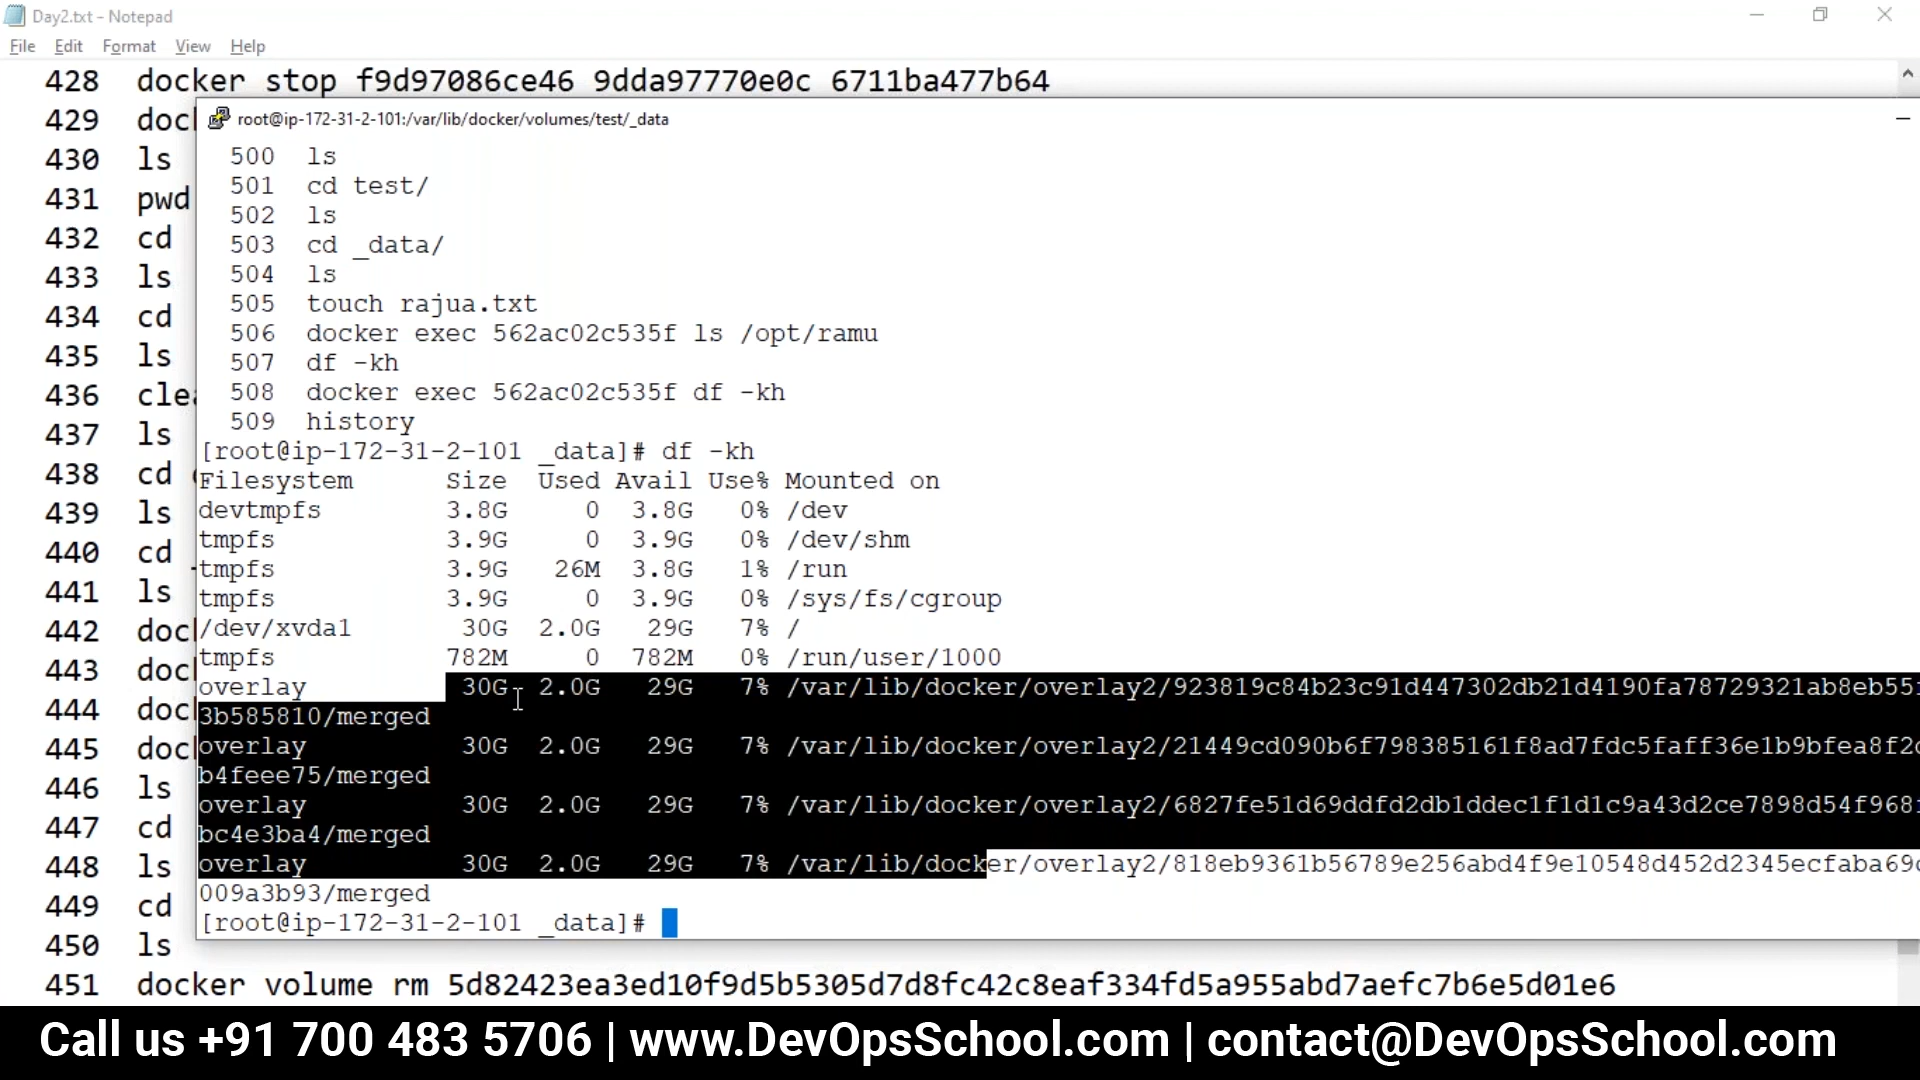 Day2.txt - Notepad
File Edit Format View Help
428 docker stop f9d97086ce46 9dda97770e0c 6711ba477b64
429 doc
430 ls
431 pwd
432 cd
433 ls
434 cd
435 ls
436 clea
437 ls
438 cd
439 ls
440 cd
441 ls
442 doc
443 doc
444 doc
445 doc
446 ls
447 cd
448 ls
449 cd
450 ls
451 docker volume rm 5d82423ea3ed10f9d5b5305d7d8fc42c8eaf334fd5a955abd7aefc7b6e5d01e6
root@ip-172-31-2-101:/var/lib/docker/volumes/test/_data
500 ls
501 cd test/
502 ls
503 cd _data/
504 ls
505 touch rajua.txt
506 docker exec 562ac02c535f ls /opt/ramu
507 df -kh
508 docker exec 562ac02c535f df -kh
509 history
[root@ip-172-31-2-101 _data]# df -kh
Filesystem Size Used Avail Use% Mounted on
devtmpfs 3.8G 0 3.8G 0% /dev
tmpfs 3.9G 0 3.9G 0% /dev/shm
tmpfs 3.9G 26M 3.8G 1% /run
tmpfs 3.9G 0 3.9G 0% /sys/fs/cgroup
/dev/xvda1 30G 2.0G 29G 7% /
tmpfs 782M 0 782M 0% /run/user/1000
overlay 30G 2.0G 29G 7% /var/lib/docker/overlay2/923819c84b23c91d447302db21d4190fa78729321ab8eb551
3b585810/merged
overlay 30G 2.0G 29G 7% /var/lib/docker/overlay2/21449cd090b6f798385161f8ad7fdc5faff36e1b9bfea8f2
b4feee75/merged
overlay 30G 2.0G 29G 7% /var/lib/docker/overlay2/6827fe51d69ddfd2db1ddec1f1d1c9a43d2ce7898d54f968
bc4e3ba4/merged
overlay 30G 2.0G 29G 7% /var/lib/docker/overlay2/818eb9361b56789e256abd4f9e10548d452d2345ecfaba69
009a3b93/merged
[root@ip-172-31-2-101 _data]#
Call us +91 700 483 5706 | www.DevOpsSchool.com | contact@DevOpsSchool.com